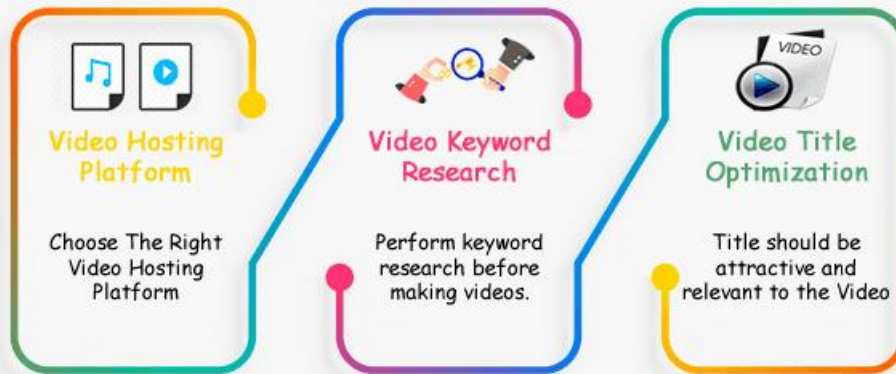 Video Hosting
Platform
Choose The Right
Video Hosting
Platform
Video Keyword
Research
Perform keyword
research before
making videos.
VIDEO
Video Title
Optimization
Title should be
attractive and
relevant to the Video